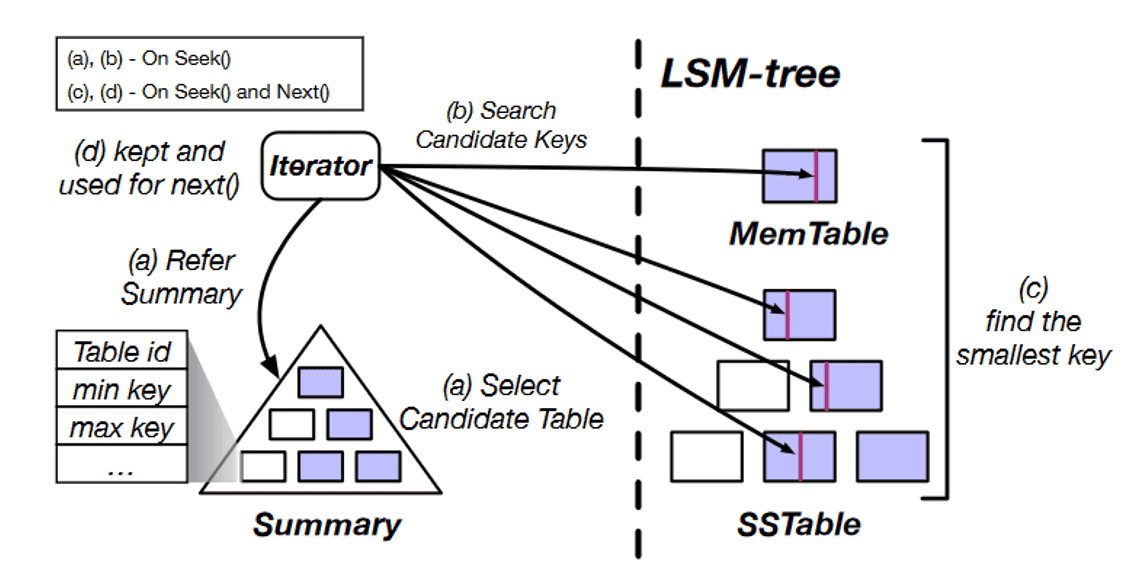 (a), (b) - On Seek()
(c), (d) - On Seek() and Next()
LSM-tree
(b) Search
Candidate Keys
(d) kept and
used for next()
Iterator
MemTable
(a) Refer
Summary
(c)
find the
smallest key
Table id
min key
max key
...
(a) Select
Candidate Table
Summary
SSTable